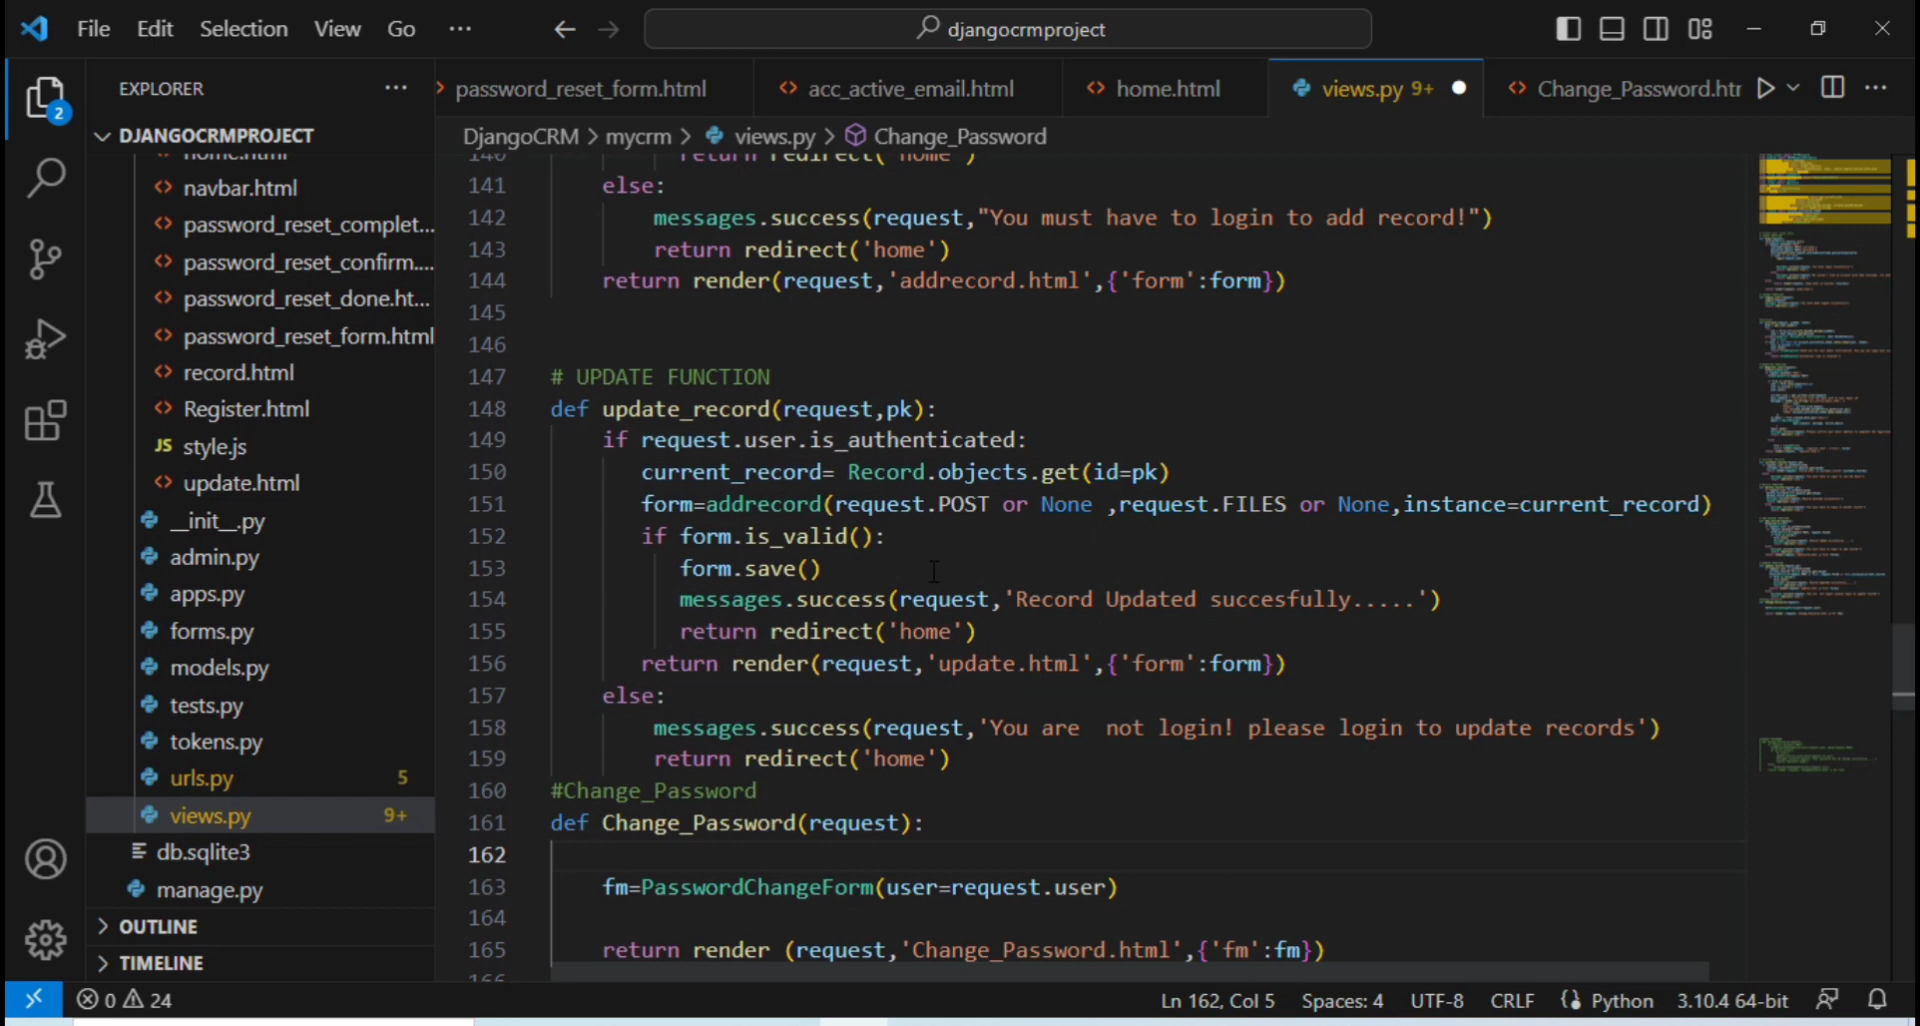 File Edit Selection View Go ··· djangocrmproject
EXPLORER ···
password_reset_form.html acc_active_email.html home.html views.py 9+ Change_Password.htr
2
DJANGOCRMPROJECT
DjangoCRM > mycrm > views.py > Change_Password
home.html
navbar.html
password_reset_complet...
password_reset_confirm....
password_reset_done.ht...
password_reset_form.html
record.html
Register.html
JS style.js
update.html
__init__.py
admin.py
apps.py
forms.py
models.py
tests.py
tokens.py
urls.py 5
views.py 9+
db.sqlite3
manage.py
OUTLINE
TIMELINE
140 return redirect('home')
141 else:
142 messages.success(request,"You must have to login to add record!")
143 return redirect('home')
144 return render(request,'addrecord.html',{'form':form})
145
146
147 # UPDATE FUNCTION
148 def update_record(request,pk):
149 if request.user.is_authenticated:
150 current_record= Record.objects.get(id=pk)
151 form=addrecord(request.POST or None ,request.FILES or None,instance=current_record)
152 if form.is_valid():
153 form.save()
154 messages.success(request,'Record Updated succesfully.....')
155 return redirect('home')
156 return render(request,'update.html',{'form':form})
157 else:
158 messages.success(request,'You are  not login! please login to update records')
159 return redirect('home')
160 #Change_Password
161 def Change_Password(request):
162
163 fm=PasswordChangeForm(user=request.user)
164
165 return render (request,'Change_Password.html',{'fm':fm})
166
0 24 Ln 162, Col 5 Spaces: 4 UTF-8 CRLF Python 3.10.4 64-bit